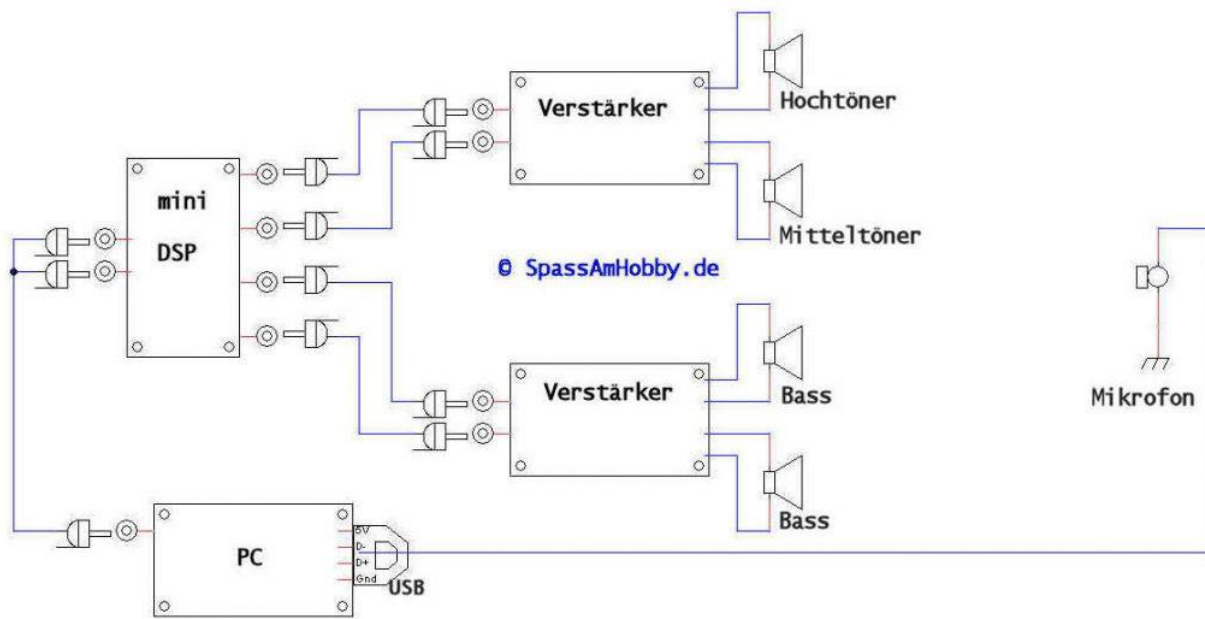 Verstärker
Hochtöner
mini
DSP
Mitteltöner
© SpassAmHobby.de
Verstärker
Bass
Mikrofon
Bass
PC
5V
D-
D+
Gnd
USB